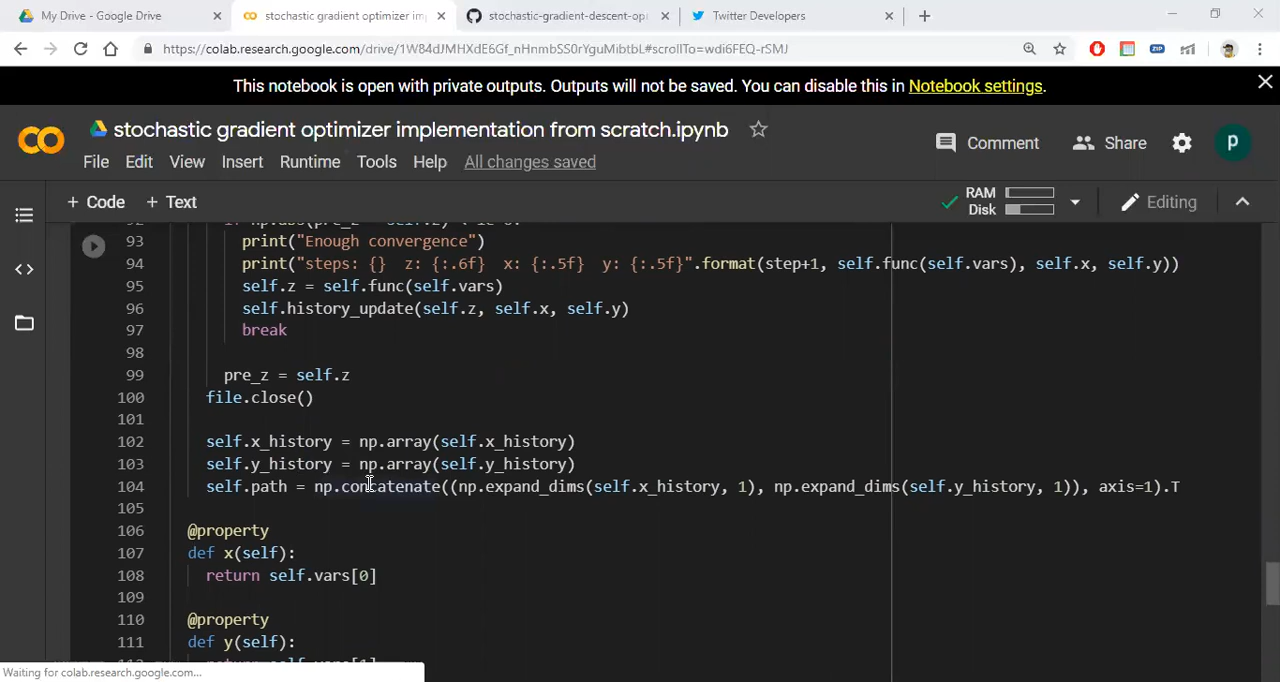 My Drive - Google Drive
stochastic gradient optimizer im
stochastic-gradient-descent-op
Twitter Developers
https://colab.research.google.com/drive/1W84dJMHXdE6Gf_nHnmbSS0rYguMibtbL#scrollTo=wdi6FEQ-rSMJ
This notebook is open with private outputs. Outputs will not be saved. You can disable this in Notebook settings.
stochastic gradient optimizer implementation from scratch.ipynb
Comment
Share
p
File Edit View Insert Runtime Tools Help All changes saved
+ Code + Text
RAM
Disk
Editing
93 print("Enough convergence")
94 print("steps: {} z: {:.6f} x: {:.5f} y: {:.5f}".format(step+1, self.func(self.vars), self.x, self.y))
95 self.z = self.func(self.vars)
96 self.history_update(self.z, self.x, self.y)
97 break
98
99 pre_z = self.z
100 file.close()
101
102 self.x_history = np.array(self.x_history)
103 self.y_history = np.array(self.y_history)
104 self.path = np.concatenate((np.expand_dims(self.x_history, 1), np.expand_dims(self.y_history, 1)), axis=1).T
105
106 @property
107 def x(self):
108 return self.vars[0]
109
110 @property
111 def y(self):
Waiting for colab.research.google.com...